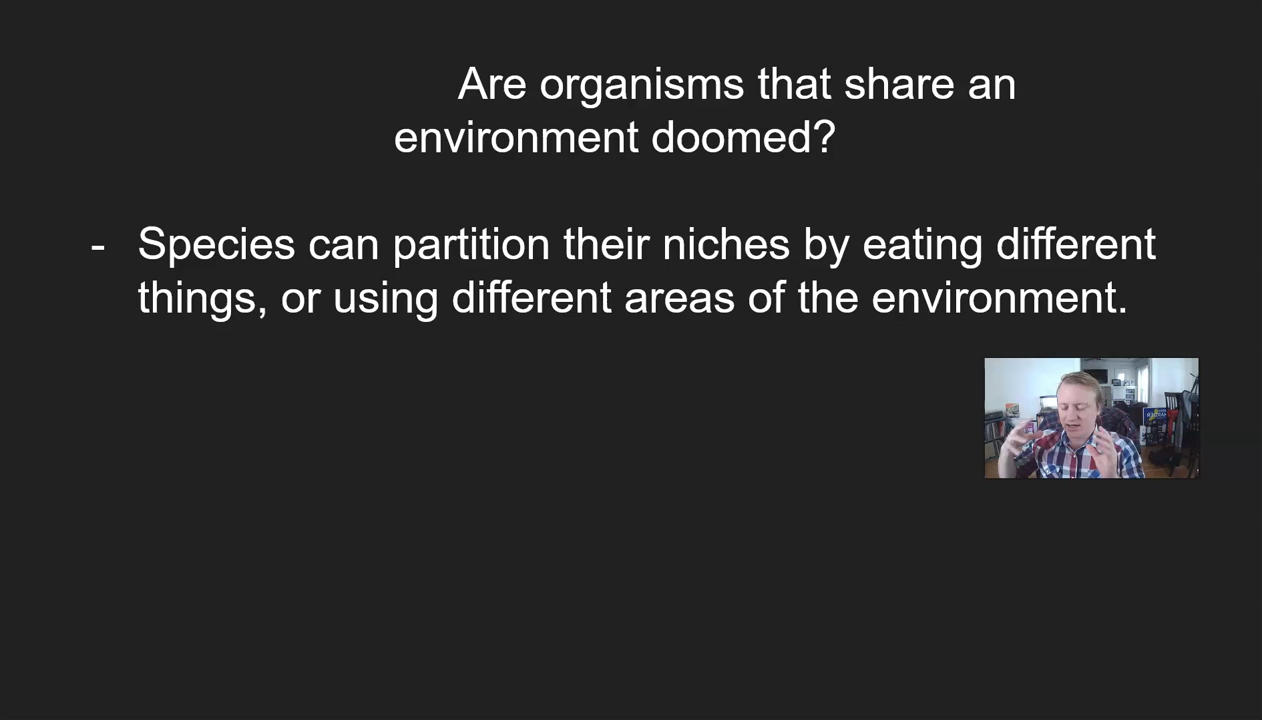 Are organisms that share an
environment doomed?
- Species can partition their niches by eating different
things, or using different areas of the environment.